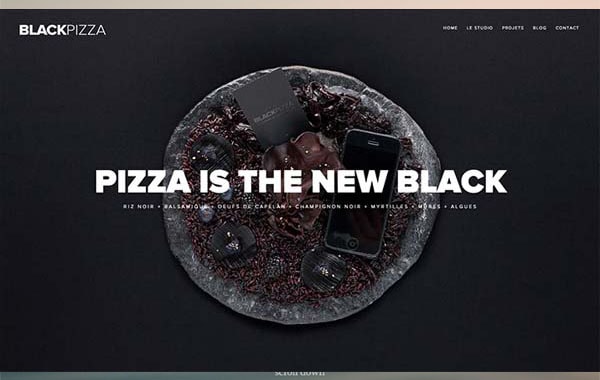 BLACKPIZZA
HOME LE STUDIO PROJETS BLOG CONTACT
BLACKPIZZA
PIZZA IS THE NEW BLACK
RIZ NOIR + BALSAMIQUE + OEUFS DE CAPELAN + CHAMPIGNON NOIR + MYRTILLES + MÛRES + ALGUES
scroll down